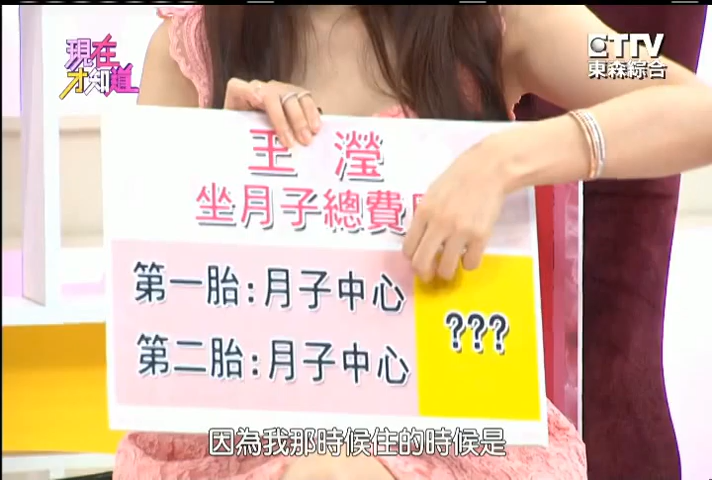 現在
才知道
ETTV
東森綜合
王瀅
坐月子總費用
第一胎:月子中心
???
第二胎:月子中心
因為我那時候住的時候是